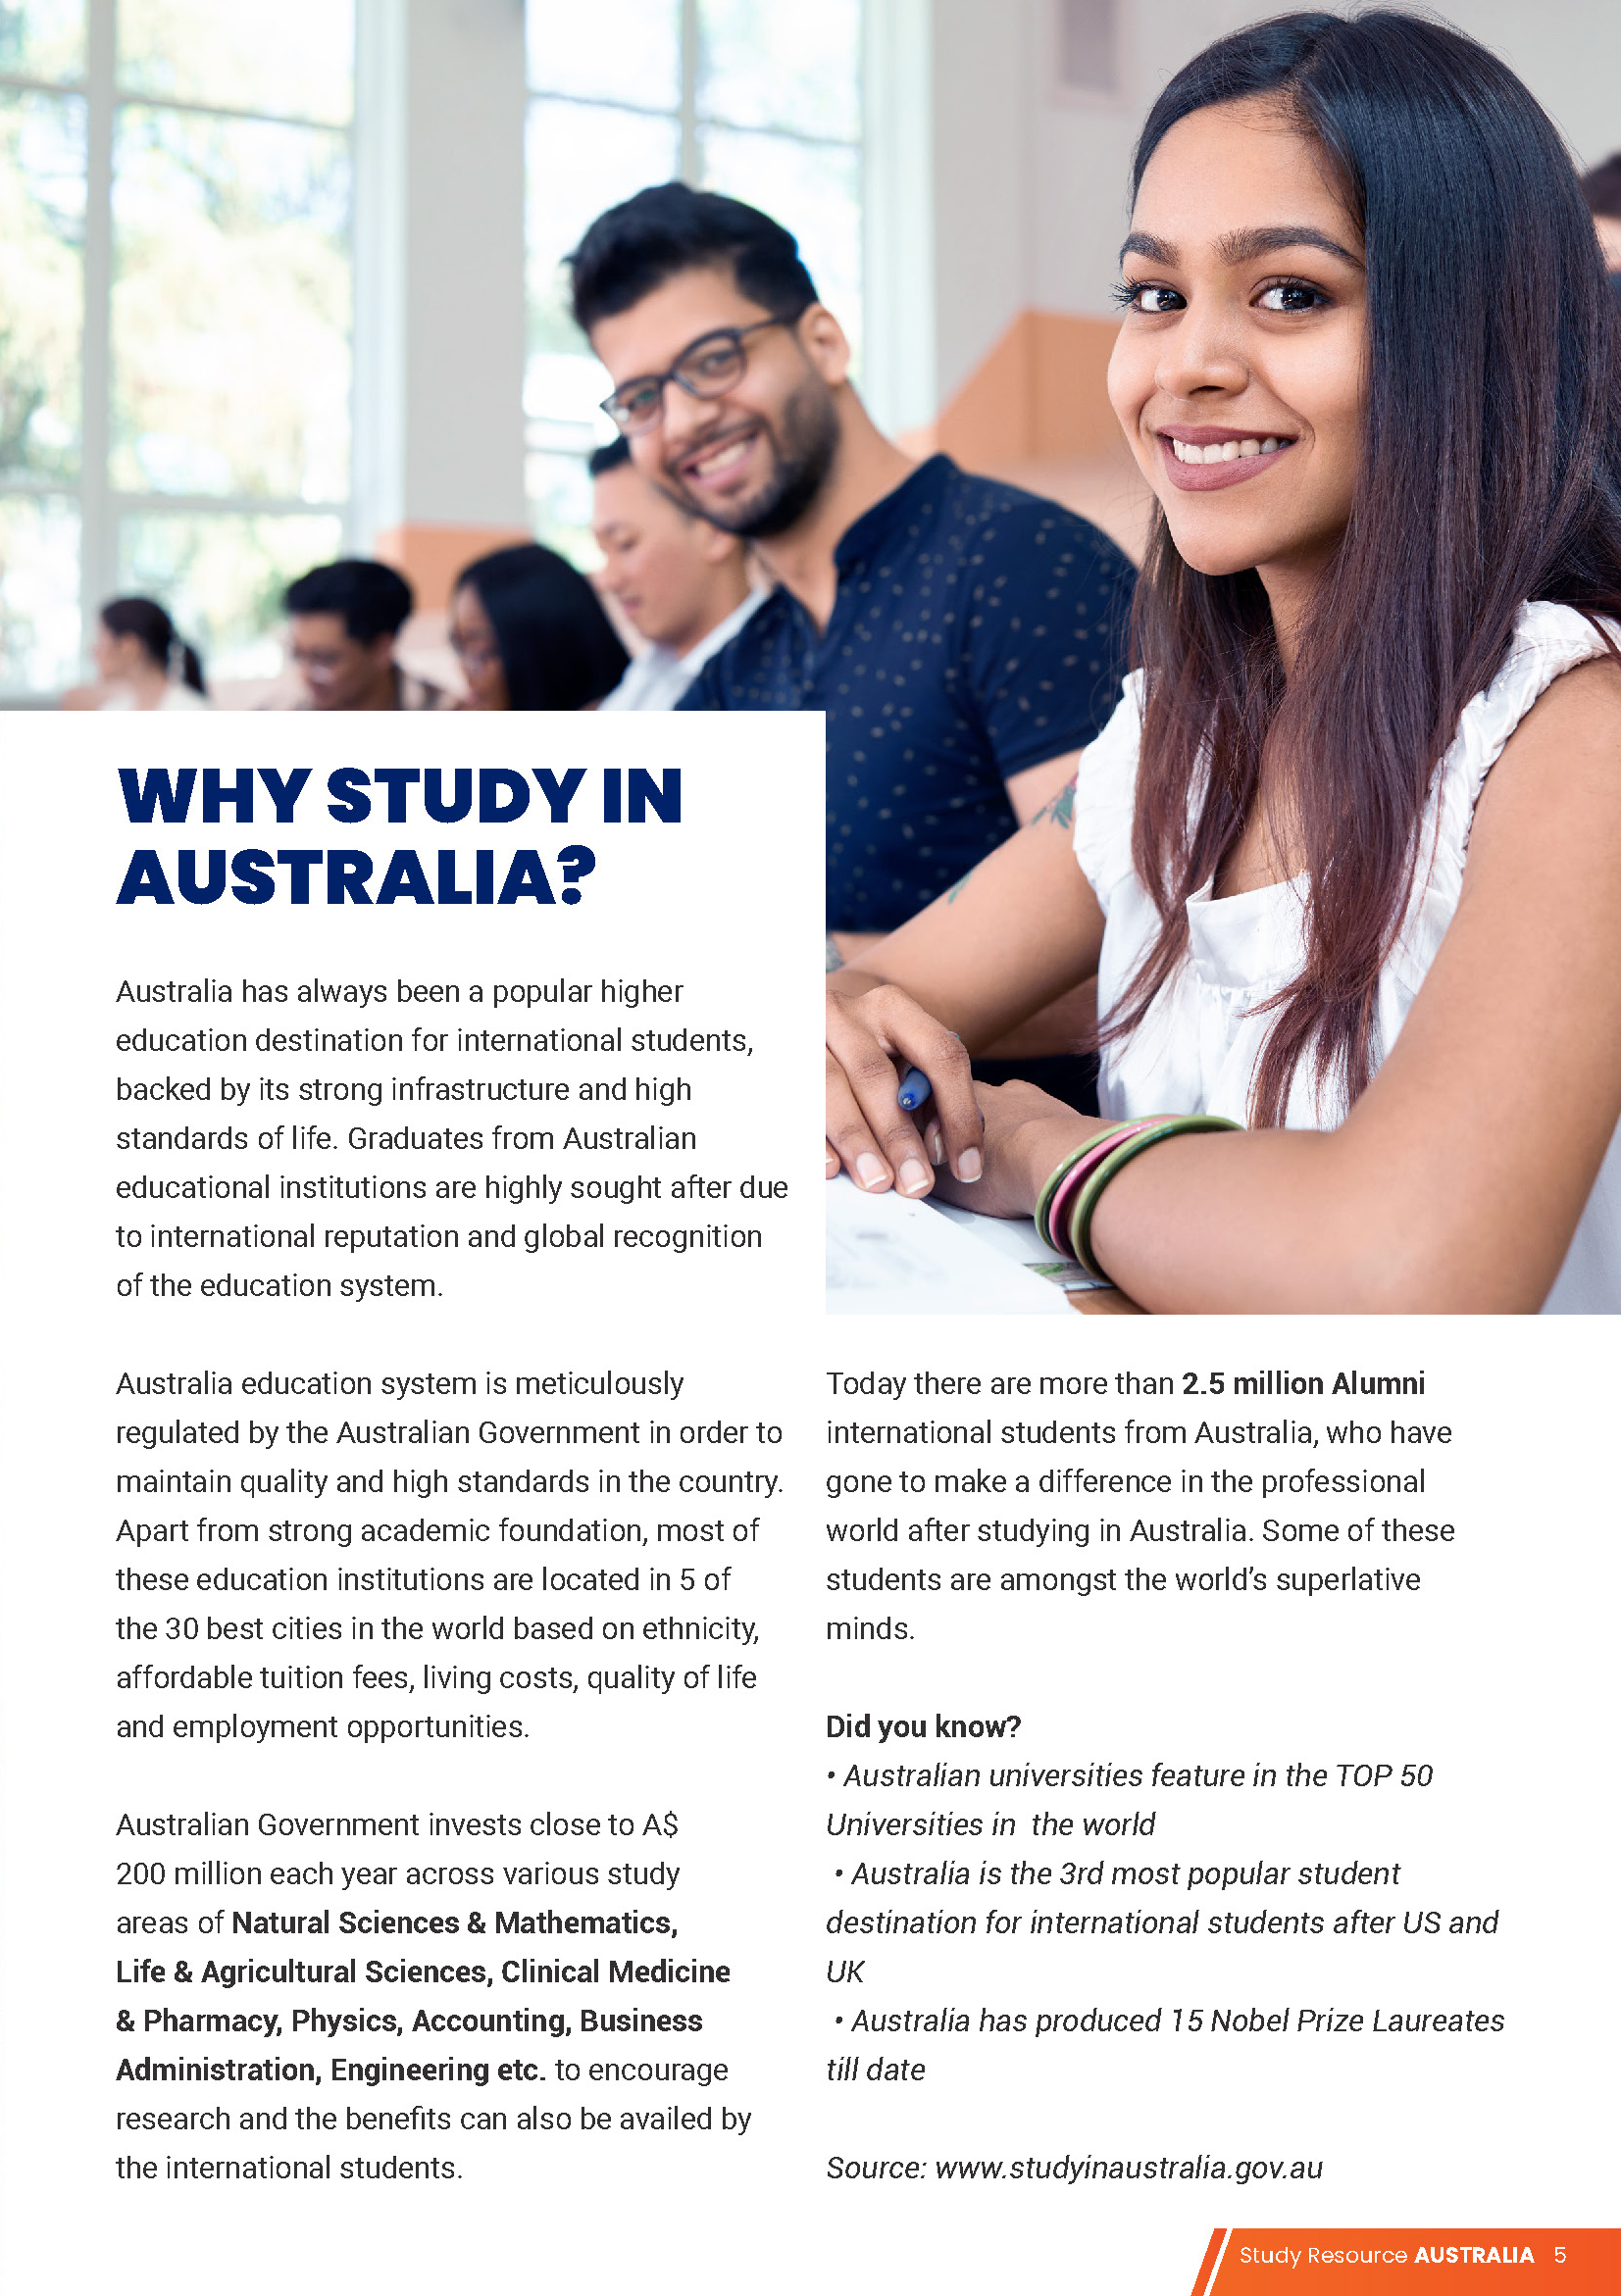 WHY STUDY IN
AUSTRALIA?
Australia has always been a popular higher
education destination for international students,
backed by its strong infrastructure and high
standards of life. Graduates from Australian
educational institutions are highly sought after due
to international reputation and global recognition
of the education system.
Australia education system is meticulously
regulated by the Australian Government in order to
maintain quality and high standards in the country.
Apart from strong academic foundation, most of
these education institutions are located in 5 of
the 30 best cities in the world based on ethnicity,
affordable tuition fees, living costs, quality of life
and employment opportunities.
Australian Government invests close to A$
200 million each year across various study
areas of Natural Sciences & Mathematics,
Life & Agricultural Sciences, Clinical Medicine
& Pharmacy, Physics, Accounting, Business
Administration, Engineering etc. to encourage
research and the benefits can also be availed by
the international students.
Today there are more than 2.5 million Alumni
international students from Australia, who have
gone to make a difference in the professional
world after studying in Australia. Some of these
students are amongst the world’s superlative
minds.
Did you know?
• Australian universities feature in the TOP 50
Universities in  the world
• Australia is the 3rd most popular student
destination for international students after US and
UK
• Australia has produced 15 Nobel Prize Laureates
till date
Source: www.studyinaustralia.gov.au
Study Resource AUSTRALIA 5